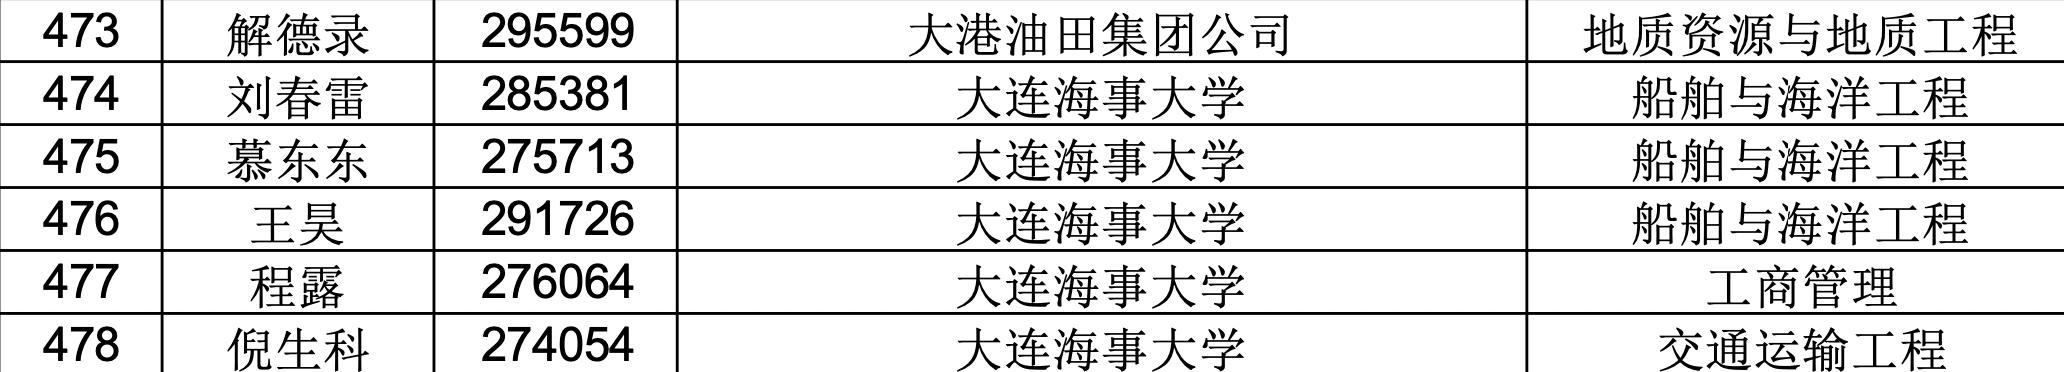 473 解德录 295599 大港油田集团公司 地质资源与地质工程
474 刘春雷 285381 大连海事大学 船舶与海洋工程
475 慕东东 275713 大连海事大学 船舶与海洋工程
476 王昊 291726 大连海事大学 船舶与海洋工程
477 程露 276064 大连海事大学 工商管理
478 倪生科 274054 大连海事大学 交通运输工程